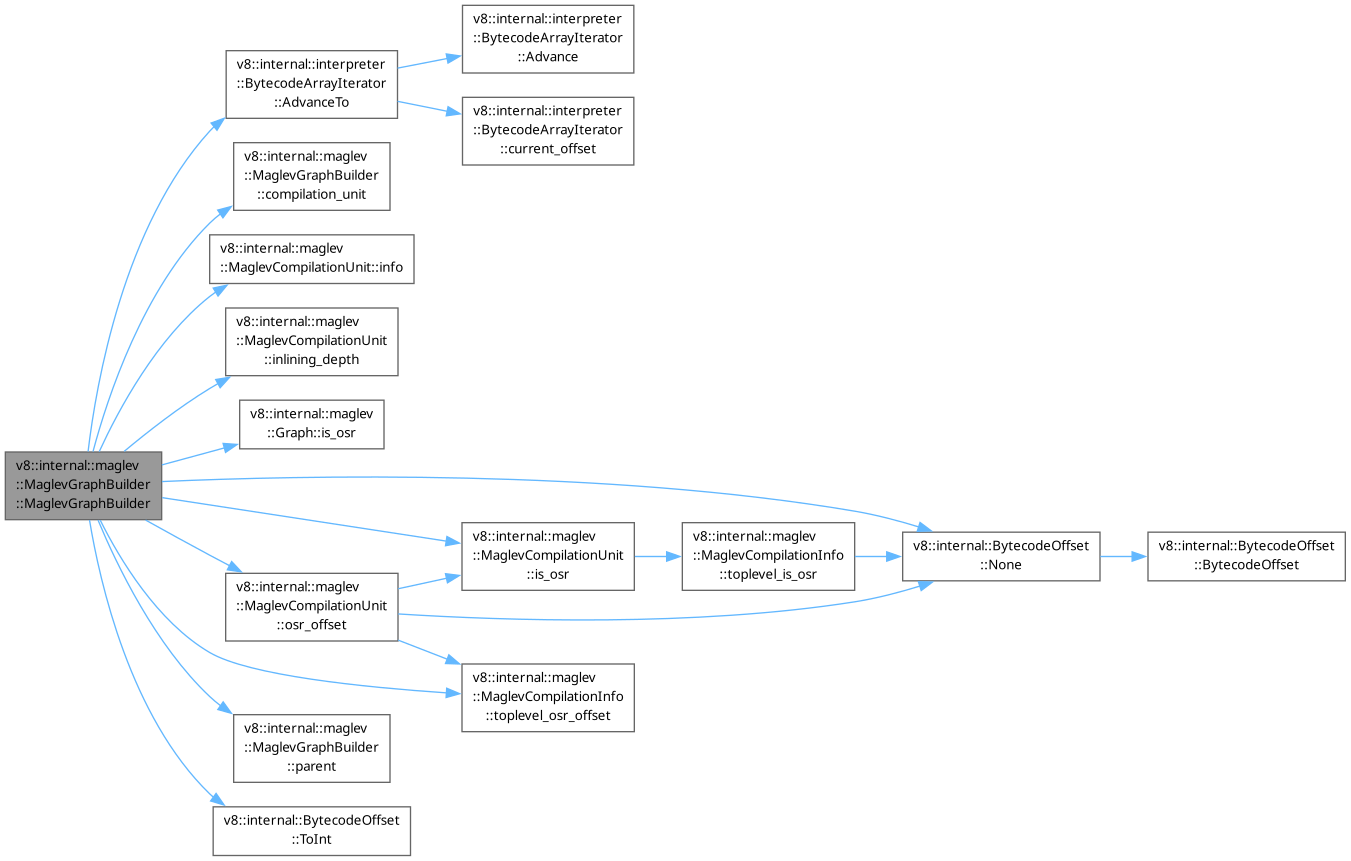 v8::internal::maglev
::MaglevGraphBuilder
::MaglevGraphBuilder
v8::internal::interpreter
::BytecodeArrayIterator
::AdvanceTo
v8::internal::interpreter
::BytecodeArrayIterator
::Advance
v8::internal::interpreter
::BytecodeArrayIterator
::current_offset
v8::internal::maglev
::MaglevGraphBuilder
::compilation_unit
v8::internal::maglev
::MaglevCompilationUnit::info
v8::internal::maglev
::MaglevCompilationUnit
::inlining_depth
v8::internal::maglev
::Graph::is_osr
v8::internal::maglev
::MaglevCompilationUnit
::is_osr
v8::internal::maglev
::MaglevCompilationInfo
::toplevel_is_osr
v8::internal::BytecodeOffset
::None
v8::internal::BytecodeOffset
::BytecodeOffset
v8::internal::maglev
::MaglevCompilationUnit
::osr_offset
v8::internal::maglev
::MaglevCompilationInfo
::toplevel_osr_offset
v8::internal::maglev
::MaglevGraphBuilder
::parent
v8::internal::BytecodeOffset
::ToInt